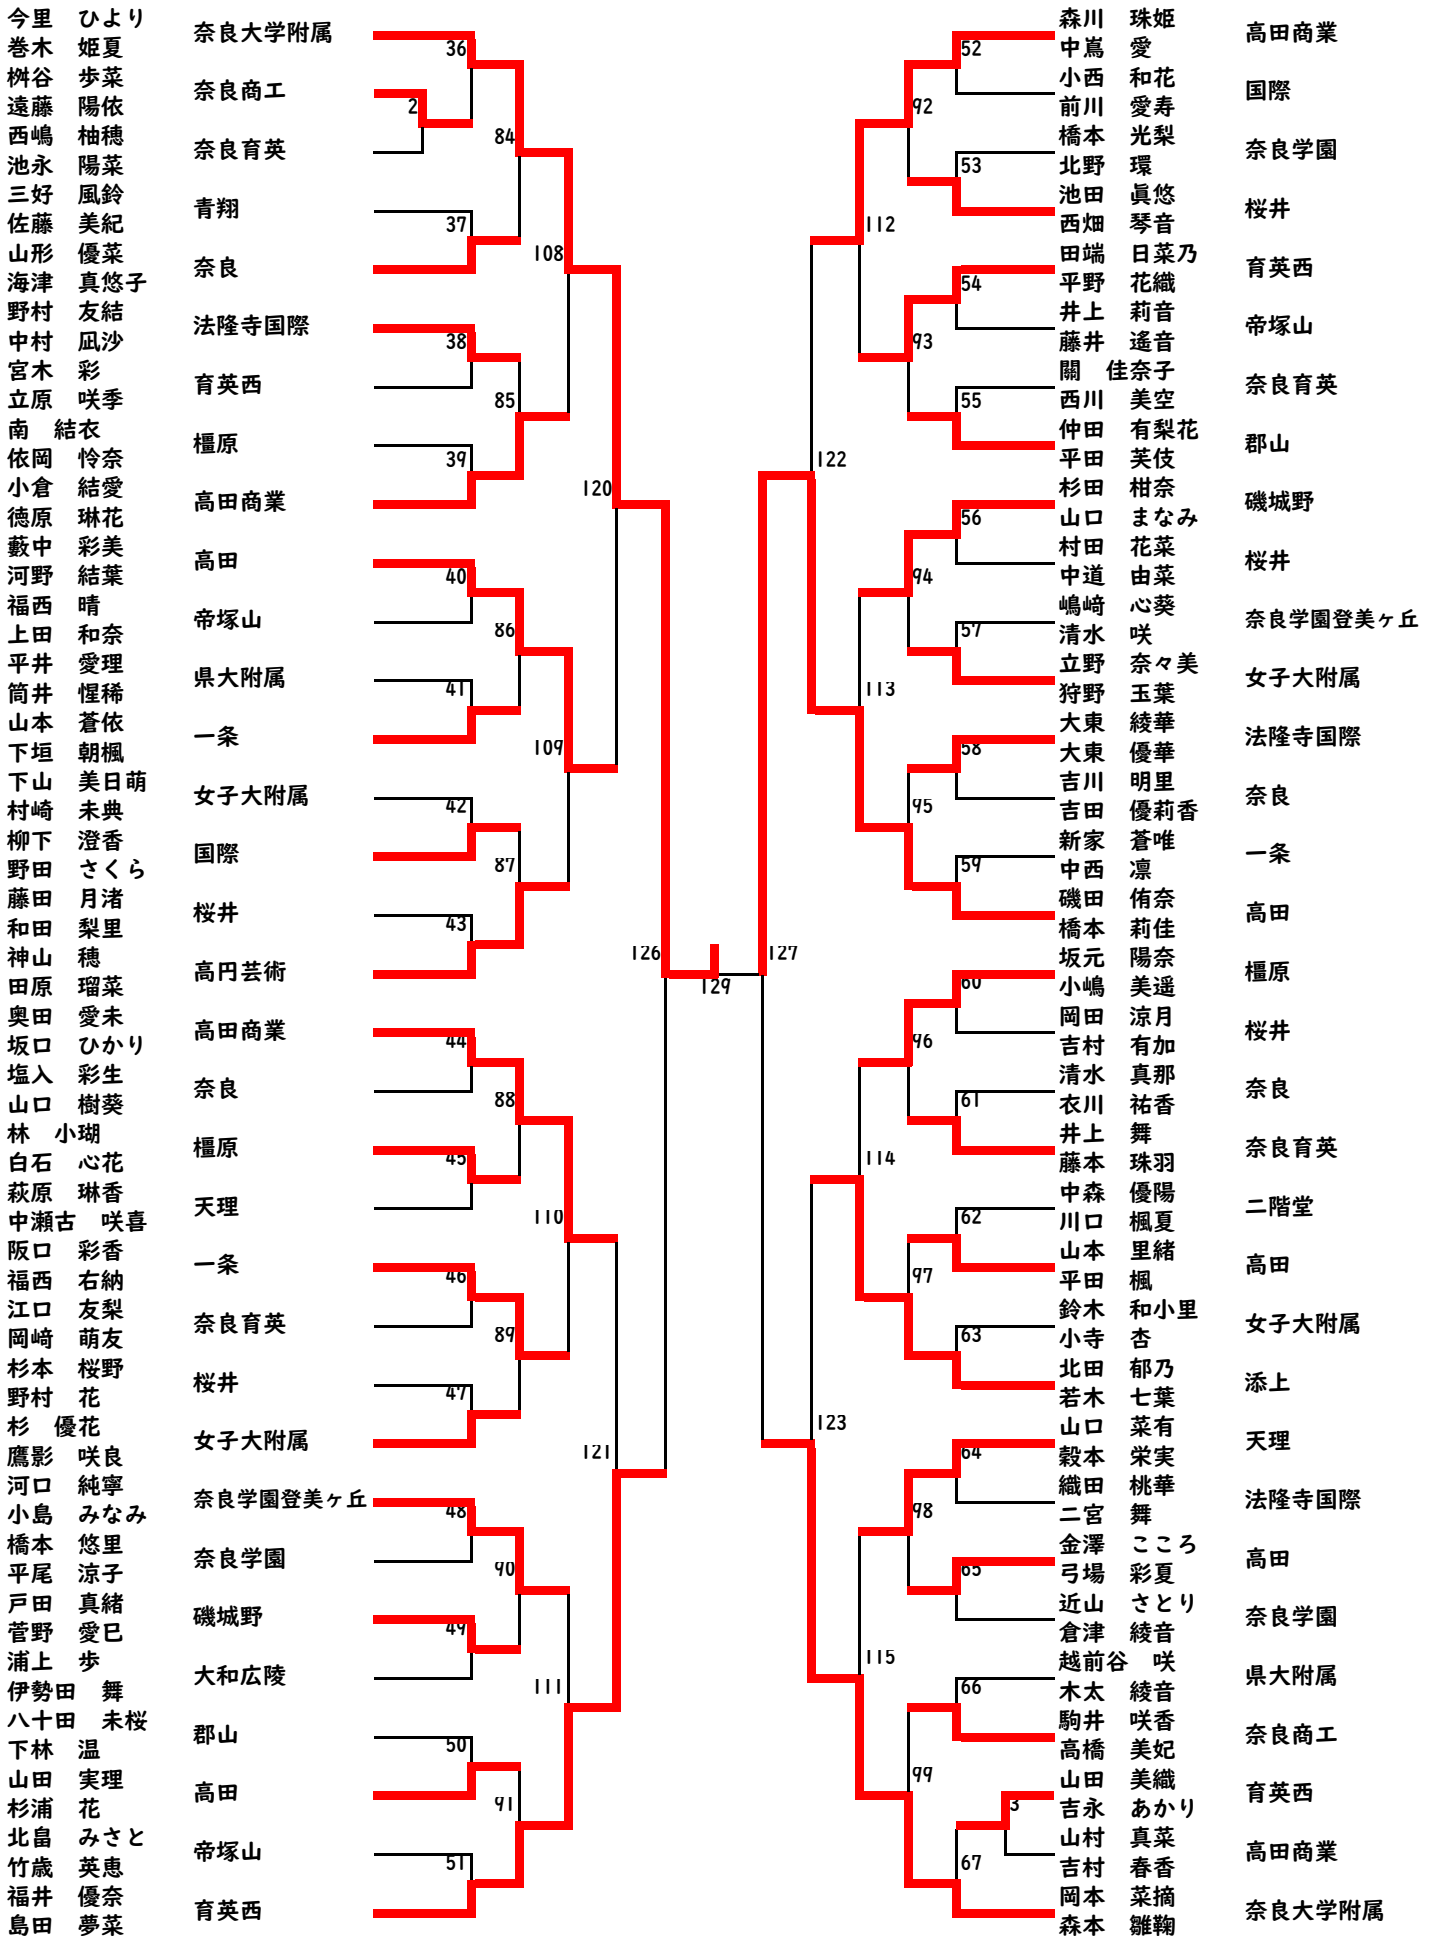 今里　ひより
巻木　姫夏
奈良大学附属
桝谷　歩菜
遠藤　陽依
奈良商工
西嶋　柚穂
池永　陽菜
奈良育英
三好　風鈴
佐藤　美紀
青翔
山形　優菜
海津　真悠子
奈良
野村　友結
中村　凪沙
法隆寺国際
宮木　彩
立原　咲季
育英西
南　結衣
依岡　怜奈
橿原
小倉　結愛
徳原　琳花
高田商業
藪中　彩美
河野　結葉
高田
福西　晴
上田　和奈
帝塚山
平井　愛理
筒井　惺稀
県大附属
山本　蒼依
下垣　朝楓
一条
下山　美日萌
村崎　未典
女子大附属
柳下　澄香
野田　さくら
国際
藤田　月渚
和田　梨里
桜井
神山　穂
田原　瑠菜
高円芸術
奥田　愛未
坂口　ひかり
高田商業
塩入　彩生
山口　樹葵
奈良
林　小瑚
白石　心花
橿原
萩原　琳香
中瀬古　咲喜
天理
阪口　彩香
福西　右納
一条
江口　友梨
岡﨑　萌友
奈良育英
杉本　桜野
野村　花
桜井
杉　優花
鷹影　咲良
女子大附属
河口　純寧
小島　みなみ
奈良学園登美ヶ丘
橋本　悠里
平尾　涼子
奈良学園
戸田　真緒
菅野　愛巳
磯城野
浦上　歩
伊勢田　舞
大和広陵
八十田　未桜
下林　温
郡山
山田　実理
杉浦　花
高田
北畠　みさと
竹歳　英恵
帝塚山
福井　優奈
島田　夢菜
育英西
2
36
37
38
39
40
41
42
43
44
45
46
47
48
49
50
51
84
85
86
87
88
89
90
91
108
109
110
111
120
121
126
129
127
122
123
112
113
114
115
92
93
94
95
96
97
98
99
52
53
54
55
56
57
58
59
60
61
62
63
64
65
66
67
3
森川　珠姫
中嶌　愛
高田商業
小西　和花
前川　愛寿
国際
橋本　光梨
北野　環
奈良学園
池田　眞悠
西畑　琴音
桜井
田端　日菜乃
平野　花織
育英西
井上　莉音
藤井　遙音
帝塚山
關　佳奈子
西川　美空
奈良育英
仲田　有梨花
平田　芙伎
郡山
杉田　柑奈
山口　まなみ
磯城野
村田　花菜
中道　由菜
桜井
嶋﨑　心葵
清水　咲
奈良学園登美ヶ丘
立野　奈々美
狩野　玉葉
女子大附属
大東　綾華
大東　優華
法隆寺国際
吉川　明里
吉田　優莉香
奈良
新家　蒼唯
中西　凛
一条
磯田　侑奈
橋本　莉佳
高田
坂元　陽奈
小嶋　美遥
橿原
岡田　涼月
吉村　有加
桜井
清水　真那
衣川　祐香
奈良
井上　舞
藤本　珠羽
奈良育英
中森　優陽
川口　楓夏
二階堂
山本　里緒
平田　楓
高田
鈴木　和小里
小寺　杏
女子大附属
北田　郁乃
若木　七葉
添上
山口　菜有
穀本　栄実
天理
織田　桃華
二宮　舞
法隆寺国際
金澤　こころ
弓場　彩夏
高田
近山　さとり
倉津　綾音
奈良学園
越前谷　咲
木太　綾音
県大附属
駒井　咲香
高橋　美妃
奈良商工
山田　美織
吉永　あかり
育英西
山村　真菜
吉村　春香
高田商業
岡本　菜摘
森本　雛鞠
奈良大学附属